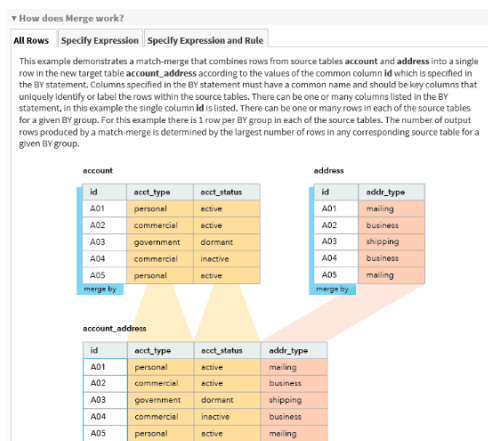 ▼ How does Merge work?
All Rows Specify Expression Specify Expression and Rule
This example demonstrates a match-merge that combines rows from source tables account and address into a single
row in the new target table account_address according to the values of the common column id which is specified in
the BY statement. Columns specified in the BY statement must have a common name and should be key columns that
uniquely identify or label the rows within the source tables. There can be one or many columns listed in the BY
statement, in this example the single column id is listed. There can be one or many rows in each of the source tables
for a given BY group. For this example there is 1 row per BY group in each of the source tables. The number of output
rows produced by a match-merge is determined by the largest number of rows in any corresponding source table for a
given BY group.
account
id acct_type acct_status
A01 personal active
A02 commercial active
A03 government dormant
A04 commercial inactive
A05 personal active
merge by
address
id addr_type
A01 mailing
A02 business
A03 shipping
A04 business
A05 mailing
merge by
account_address
id acct_type acct_status addr_type
A01 personal active mailing
A02 commercial active business
A03 government dormant shipping
A04 commercial inactive business
A05 personal active mailing